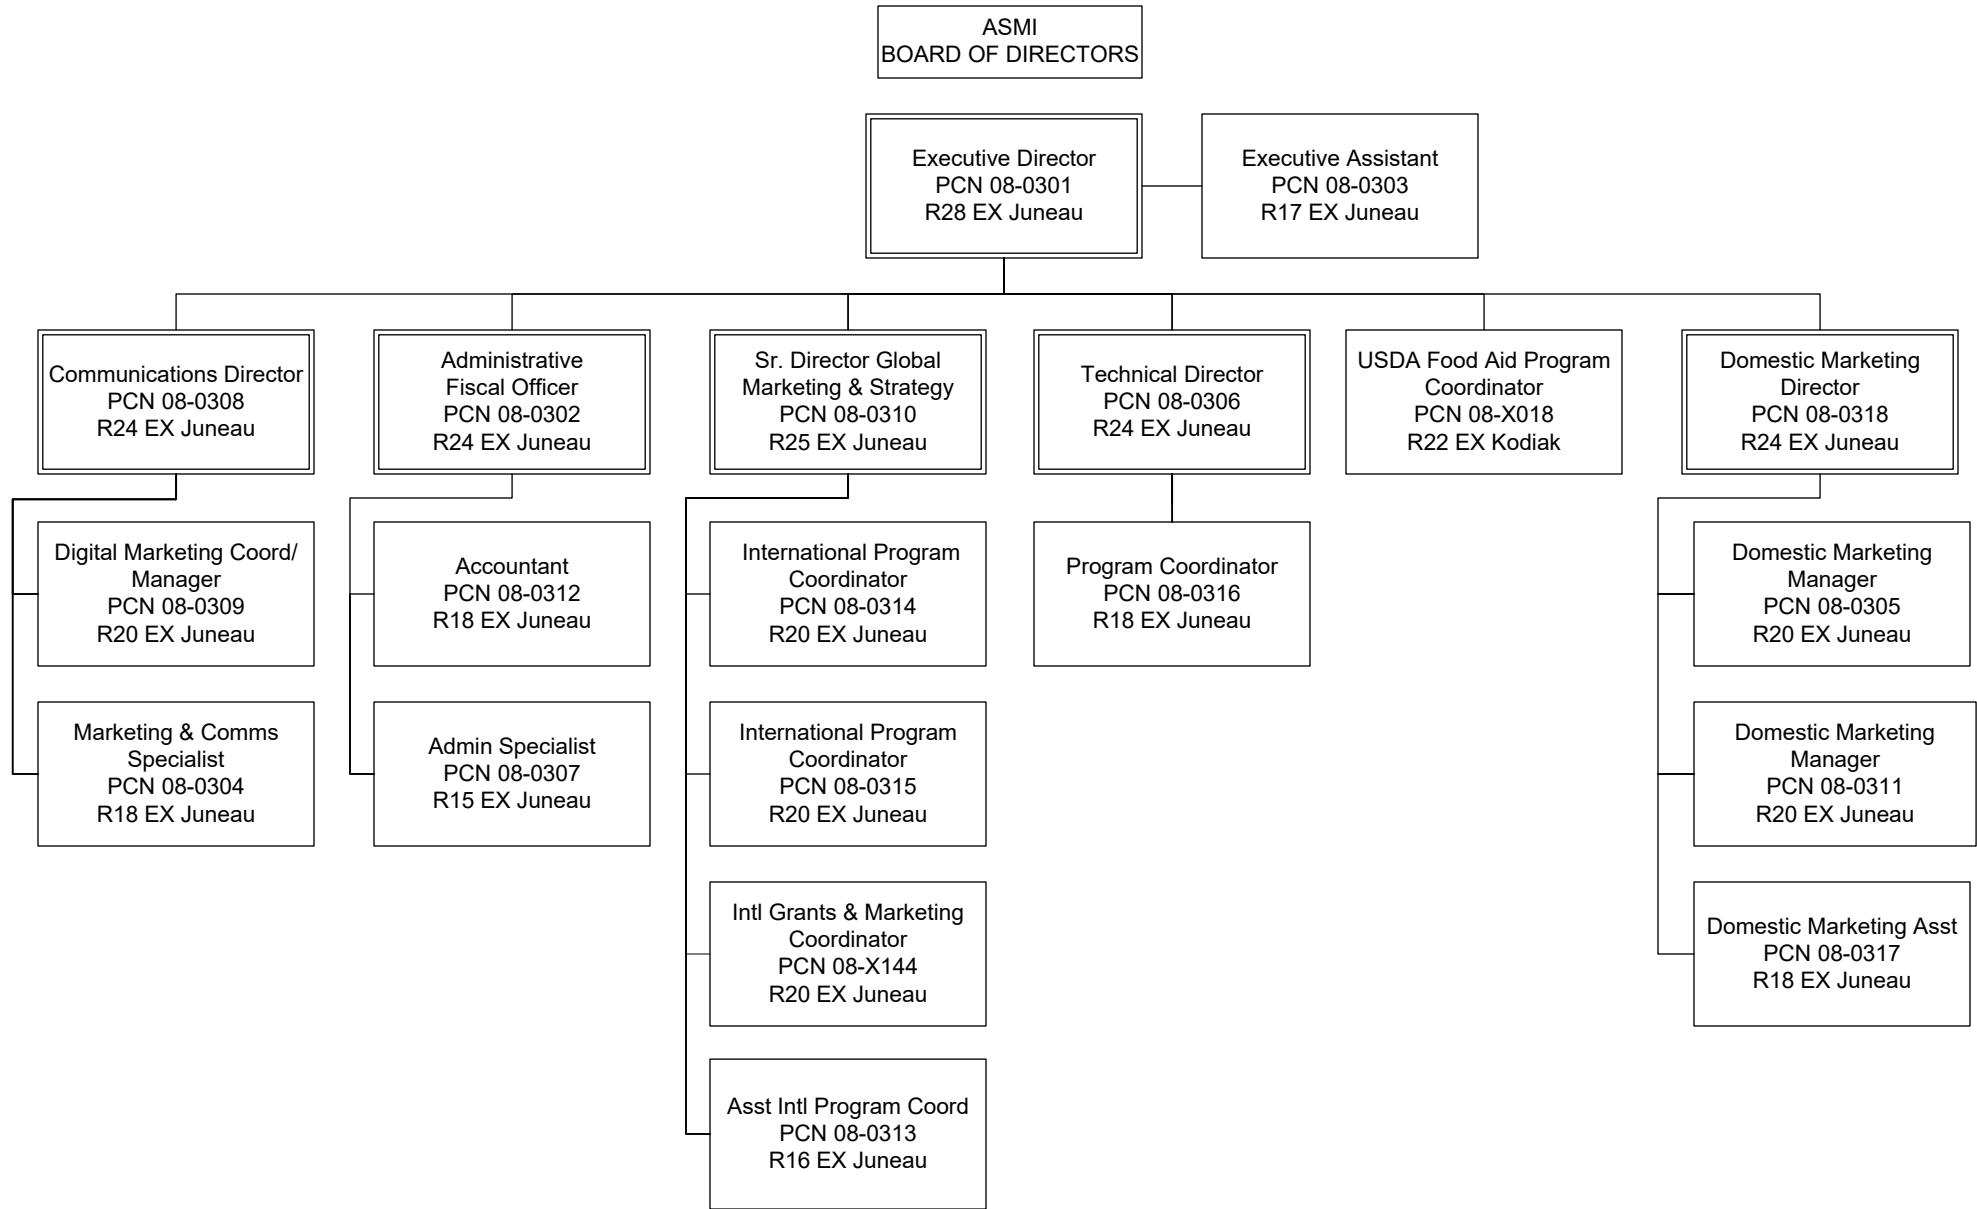 ASMI
BOARD OF DIRECTORS
Executive Director
PCN 08-0301
R28 EX Juneau
Executive Assistant
PCN 08-0303
R17 EX Juneau
Communications Director
PCN 08-0308
R24 EX Juneau
Administrative
Fiscal Officer
PCN 08-0302
R24 EX Juneau
Sr. Director Global
Marketing & Strategy
PCN 08-0310
R25 EX Juneau
Technical Director
PCN 08-0306
R24 EX Juneau
USDA Food Aid Program
Coordinator
PCN 08-X018
R22 EX Kodiak
Domestic Marketing
Director
PCN 08-0318
R24 EX Juneau
Digital Marketing Coord/
Manager
PCN 08-0309
R20 EX Juneau
Accountant
PCN 08-0312
R18 EX Juneau
International Program
Coordinator
PCN 08-0314
R20 EX Juneau
Program Coordinator
PCN 08-0316
R18 EX Juneau
Domestic Marketing
Manager
PCN 08-0305
R20 EX Juneau
Marketing & Comms
Specialist
PCN 08-0304
R18 EX Juneau
Admin Specialist
PCN 08-0307
R15 EX Juneau
International Program
Coordinator
PCN 08-0315
R20 EX Juneau
Domestic Marketing
Manager
PCN 08-0311
R20 EX Juneau
Intl Grants & Marketing
Coordinator
PCN 08-X144
R20 EX Juneau
Domestic Marketing Asst
PCN 08-0317
R18 EX Juneau
Asst Intl Program Coord
PCN 08-0313
R16 EX Juneau